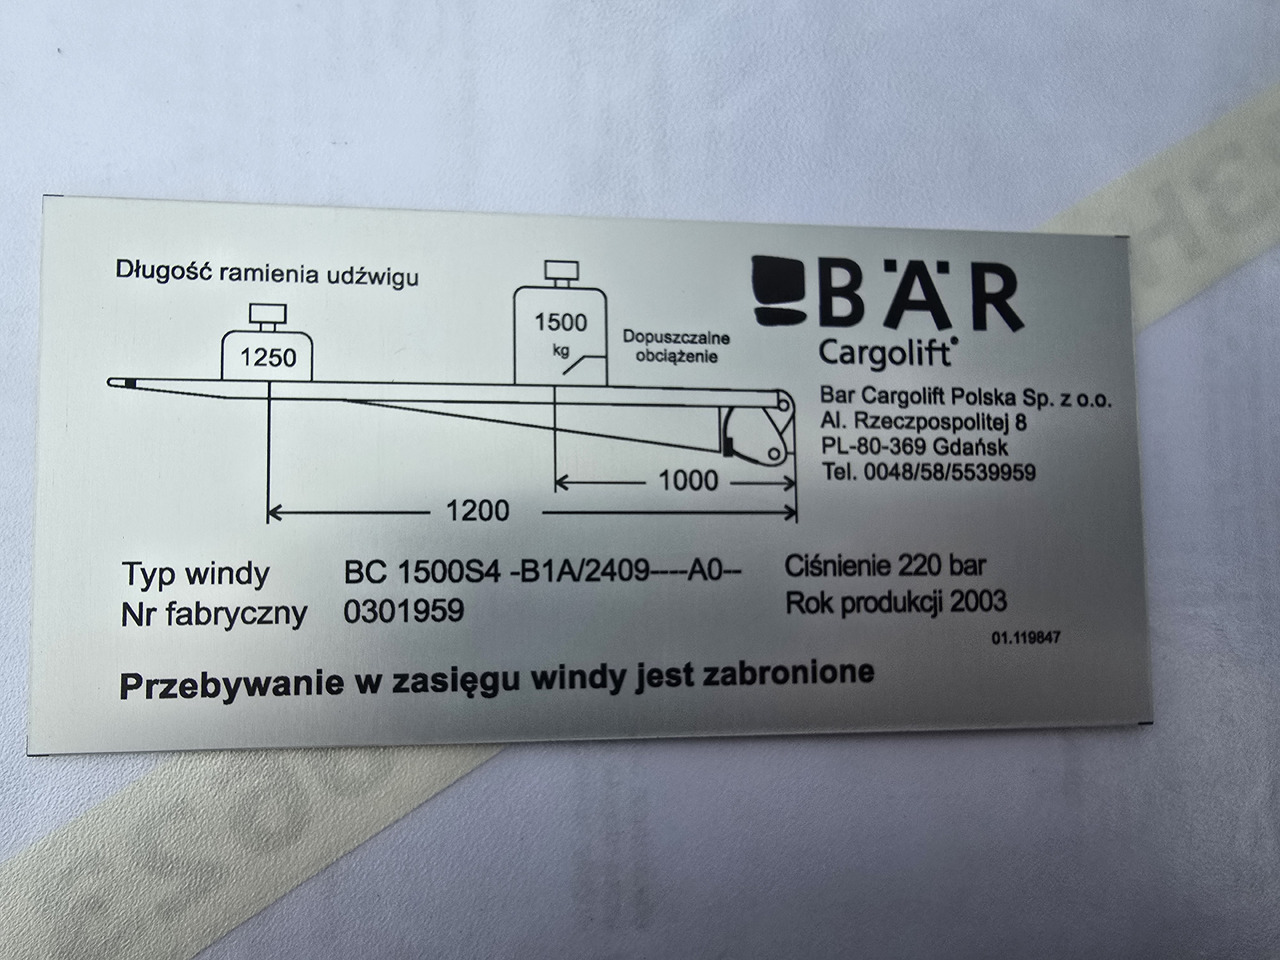 Długość ramienia udźwigu
BÄR
Cargolift®
1250
1500
kg
Dopuszczalne
obciążenie
1000
1200
Bar Cargolift Polska Sp. z o.o.
Al. Rzeczpospolitej 8
PL-80-369 Gdańsk
Tel. 0048/58/5539959
Typ windy BC 1500S4 -B1A/2409----A0--
Nr fabryczny 0301959
Ciśnienie 220 bar
Rok produkcji 2003
01.119847
Przebywanie w zasięgu windy jest zabronione